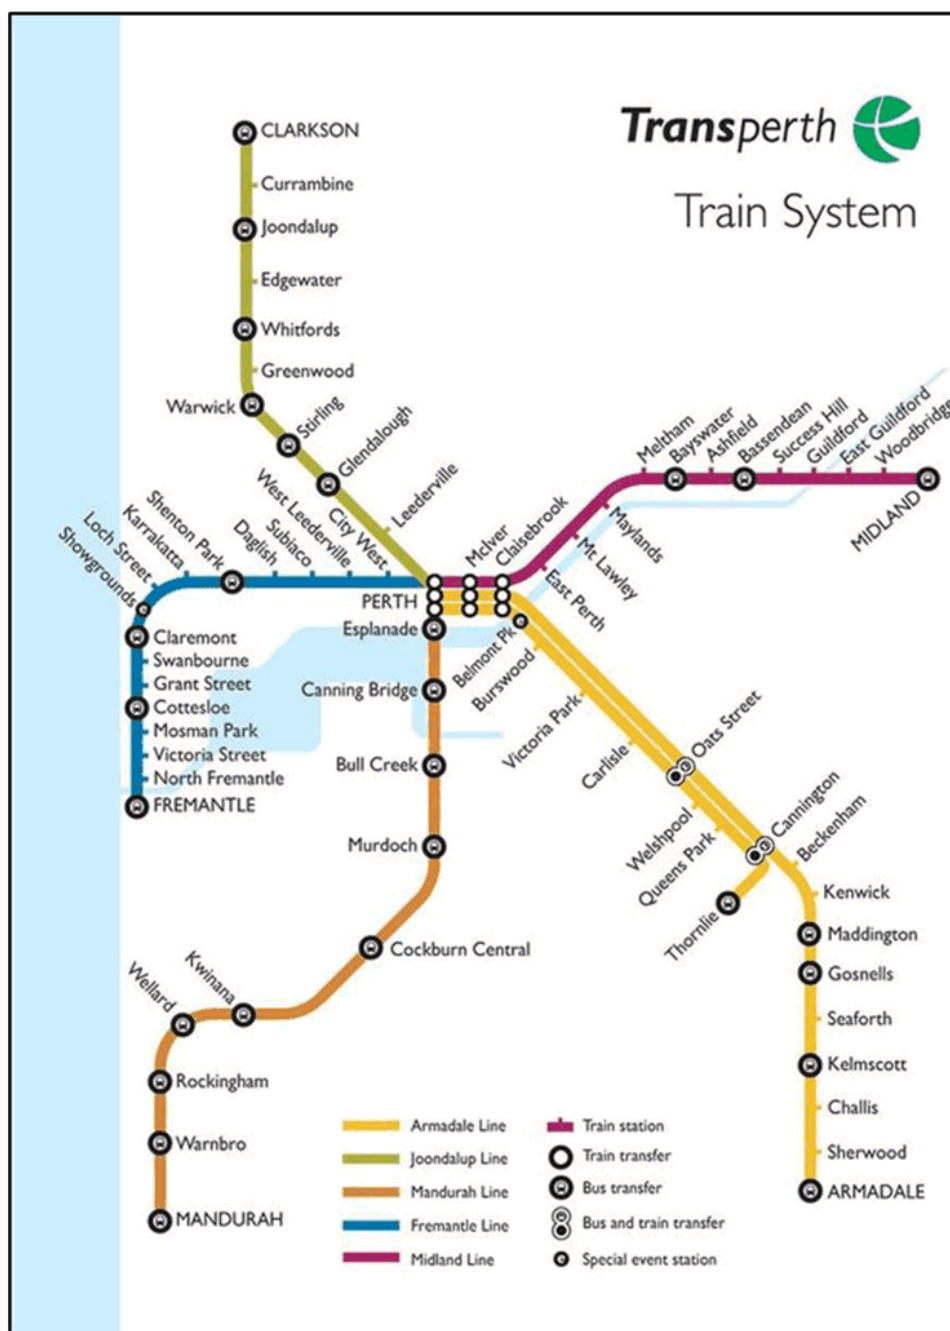 Transperth
Train System
CLARKSON
Currambine
Joondalup
Edgewater
Whitfords
Greenwood
Warwick
Stirling
Glendalough
Leederville
West Leederville
City West
Subiaco
Daglish
Shenton Park
Karrakatta
Loch Street
Showgrounds
Claremont
Swanbourne
Grant Street
Cottesloe
Mosman Park
Victoria Street
North Fremantle
FREMANTLE
PERTH
McIver
Claisebrook
East Perth
Mt Lawley
Maylands
Meltham
Bayswater
Ashfield
Bassendean
Success Hill
Guildford
East Guildford
Woodbridge
MIDLAND
Esplanade
Canning Bridge
Bull Creek
Murdoch
Cockburn Central
Kwinana
Wellard
Rockingham
Warnbro
MANDURAH
Belmont Pk
Burswood
Victoria Park
Carlisle
Oats Street
Welshpool
Queens Park
Cannington
Beckenham
Thornlie
Kenwick
Maddington
Gosnells
Seaforth
Kelmscott
Challis
Sherwood
ARMADALE
Armadale Line
Joondalup Line
Mandurah Line
Fremantle Line
Midland Line
Train station
Train transfer
Bus transfer
Bus and train transfer
Special event station